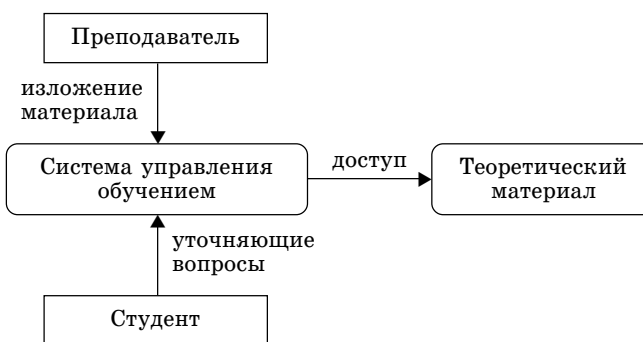 Преподаватель
изложение
материала
Система управления
обучением
доступ
Теоретический
материал
уточняющие
вопросы
Студент